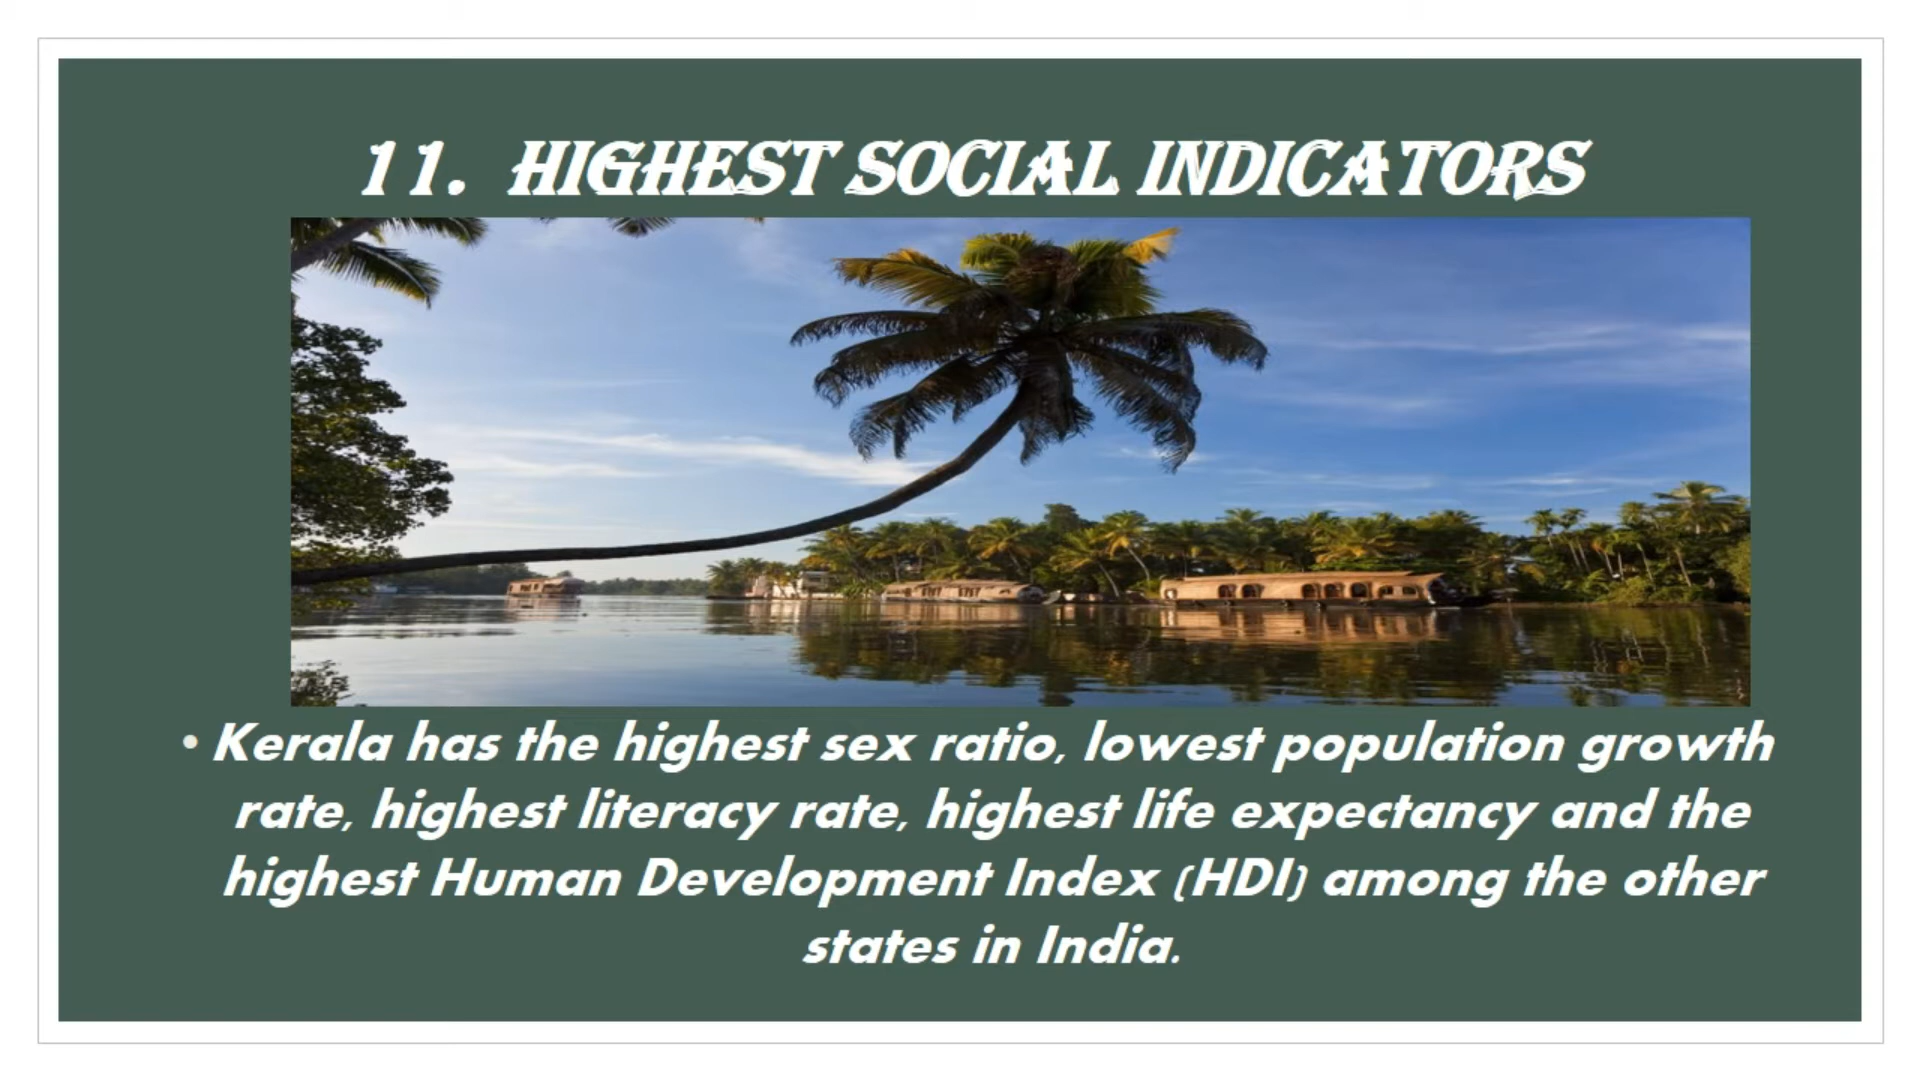 11. HIGHEST SOCIAL INDICATORS
• Kerala has the highest sex ratio, lowest population growth
rate, highest literacy rate, highest life expectancy and the
highest Human Development Index (HDI) among the other
states in India.